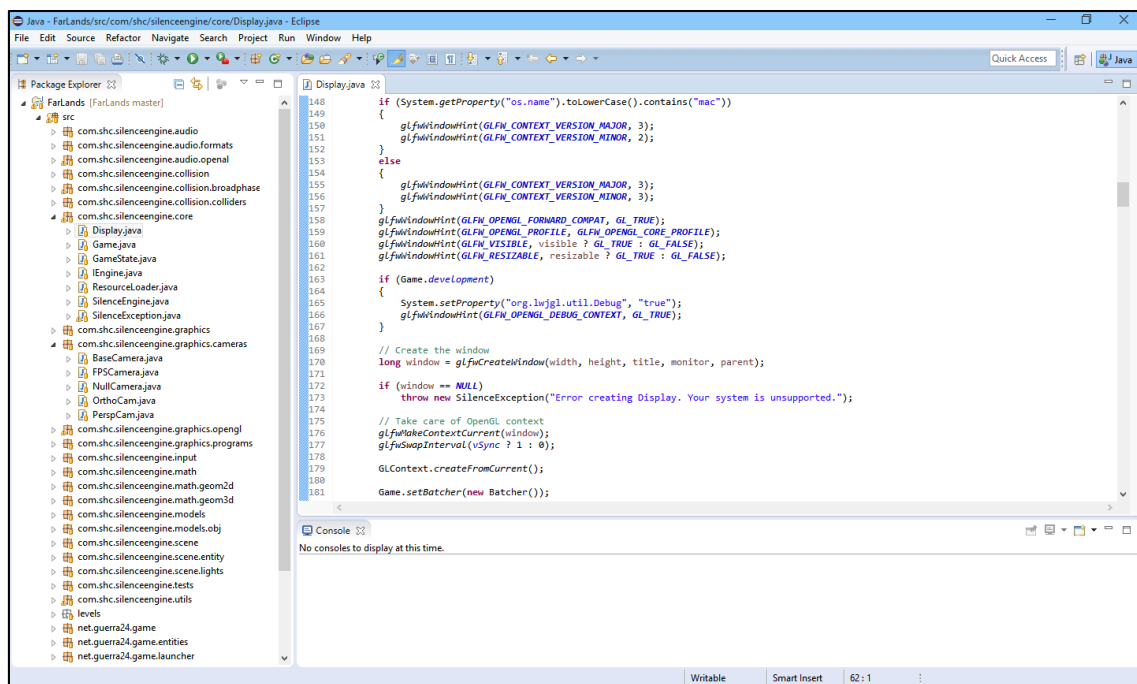 Java - FarLands/src/com/shc/silenceengine/core/Display.java - Eclipse
File Edit Source Refactor Navigate Search Project Run Window Help
Quick Access
Java
Package Explorer
FarLands [FarLands master]
src
com.shc.silenceengine.audio
com.shc.silenceengine.audio.formats
com.shc.silenceengine.audio.openal
com.shc.silenceengine.collision
com.shc.silenceengine.collision.broadphase
com.shc.silenceengine.collision.colliders
com.shc.silenceengine.core
Display.java
Game.java
GameState.java
IEngine.java
ResourceLoader.java
SilenceEngine.java
SilenceException.java
com.shc.silenceengine.graphics
com.shc.silenceengine.graphics.cameras
BaseCamera.java
FPSCamera.java
NullCamera.java
OrthoCam.java
PerspCam.java
com.shc.silenceengine.graphics.opengl
com.shc.silenceengine.graphics.programs
com.shc.silenceengine.input
com.shc.silenceengine.math
com.shc.silenceengine.math.geom2d
com.shc.silenceengine.math.geom3d
com.shc.silenceengine.models
com.shc.silenceengine.models.obj
com.shc.silenceengine.scene
com.shc.silenceengine.scene.entity
com.shc.silenceengine.scene.lights
com.shc.silenceengine.tests
com.shc.silenceengine.utils
levels
net.guerra24.game
net.guerra24.game.entities
net.guerra24.game.launcher
Display.java
148 if (System.getProperty("os.name").toLowerCase().contains("mac"))
149 {
150 glfwWindowHint(GLFW_CONTEXT_VERSION_MAJOR, 3);
151 glfwWindowHint(GLFW_CONTEXT_VERSION_MINOR, 2);
152 }
153 else
154 {
155 glfwWindowHint(GLFW_CONTEXT_VERSION_MAJOR, 3);
156 glfwWindowHint(GLFW_CONTEXT_VERSION_MINOR, 3);
157 }
158 glfwWindowHint(GLFW_OPENGL_FORWARD_COMPAT, GL_TRUE);
159 glfwWindowHint(GLFW_OPENGL_PROFILE, GLFW_OPENGL_CORE_PROFILE);
160 glfwWindowHint(GLFW_VISIBLE, visible ? GL_TRUE : GL_FALSE);
161 glfwWindowHint(GLFW_RESIZABLE, resizable ? GL_TRUE : GL_FALSE);
162
163 if (Game.development)
164 {
165 System.setProperty("org.lwjgl.util.Debug", "true");
166 glfwWindowHint(GLFW_OPENGL_DEBUG_CONTEXT, GL_TRUE);
167 }
168
169 // Create the window
170 long window = glfwCreateWindow(width, height, title, monitor, parent);
171
172 if (window == NULL)
173 throw new SilenceException("Error creating Display. Your system is unsupported.");
174
175 // Take care of OpenGL context
176 glfwMakeContextCurrent(window);
177 glfwSwapInterval(vSync ? 1 : 0);
178
179 GLContext.createFromCurrent();
180
181 Game.setBatcher(new Batcher());
Console
No consoles to display at this time.
Writable Smart Insert 62 : 1